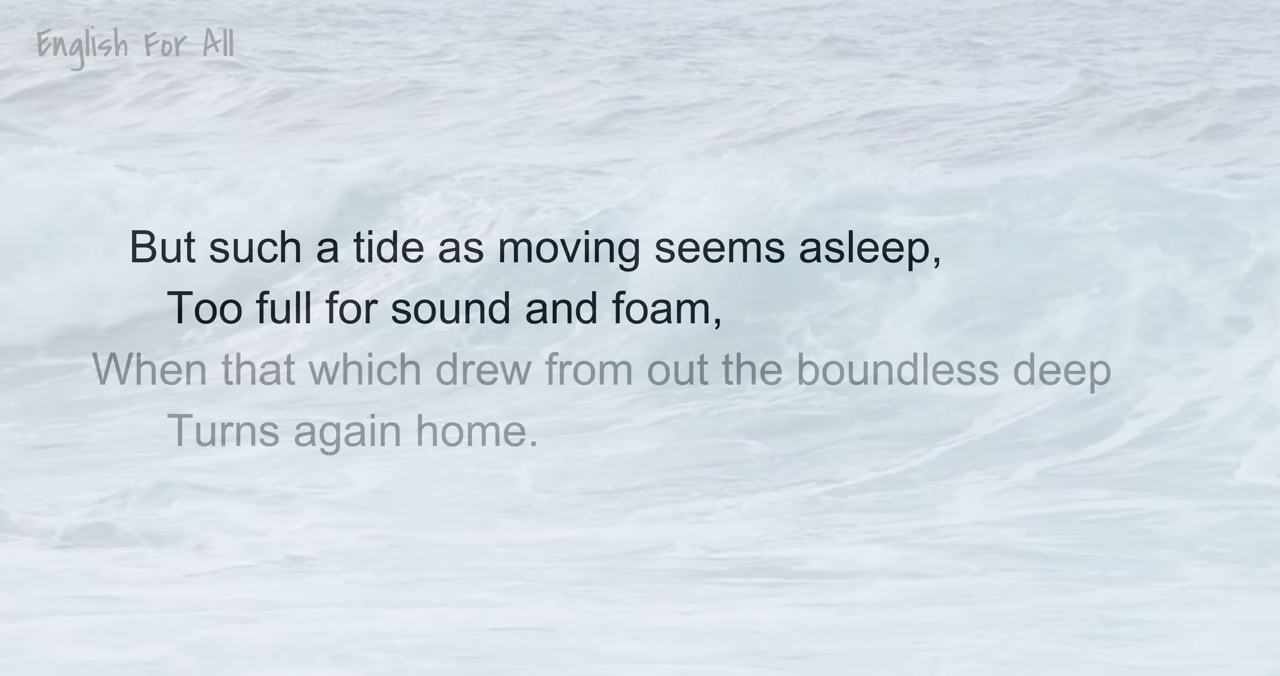 English For All
But such a tide as moving seems asleep,
Too full for sound and foam,
When that which drew from out the boundless deep
Turns again home.